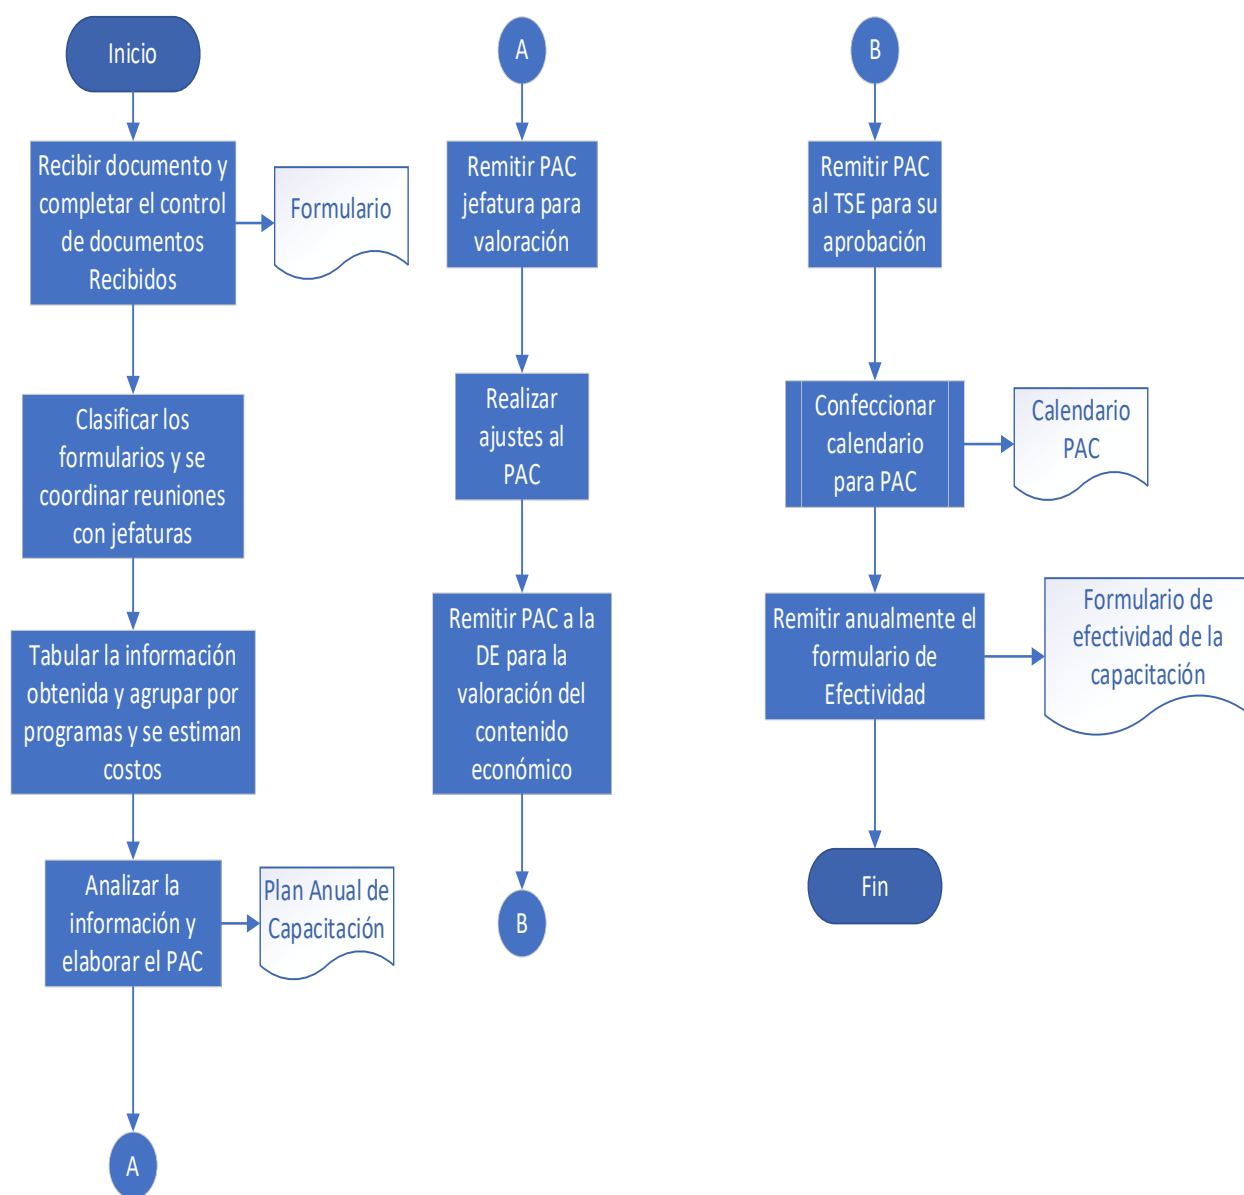 Inicio
Recibir documento y
completar el control
de documentos
Recibidos
Formulario
Clasificar los
formularios y se
coordinar reuniones
con jefaturas
Tabular la información
obtenida y agrupar por
programas y se estiman
costos
Analizar la
información y
elaborar el PAC
Plan Anual de
Capacitación
A
A
Remitir PAC
jefatura para
valoración
Realizar
ajustes al
PAC
Remitir PAC a la
DE para la
valoración del
contenido
económico
B
B
Remitir PAC
al TSE para su
aprobación
Confeccionar
calendario
para PAC
Calendario
PAC
Remitir anualmente el
formulario de
Efectividad
Formulario de
efectividad de la
capacitación
Fin